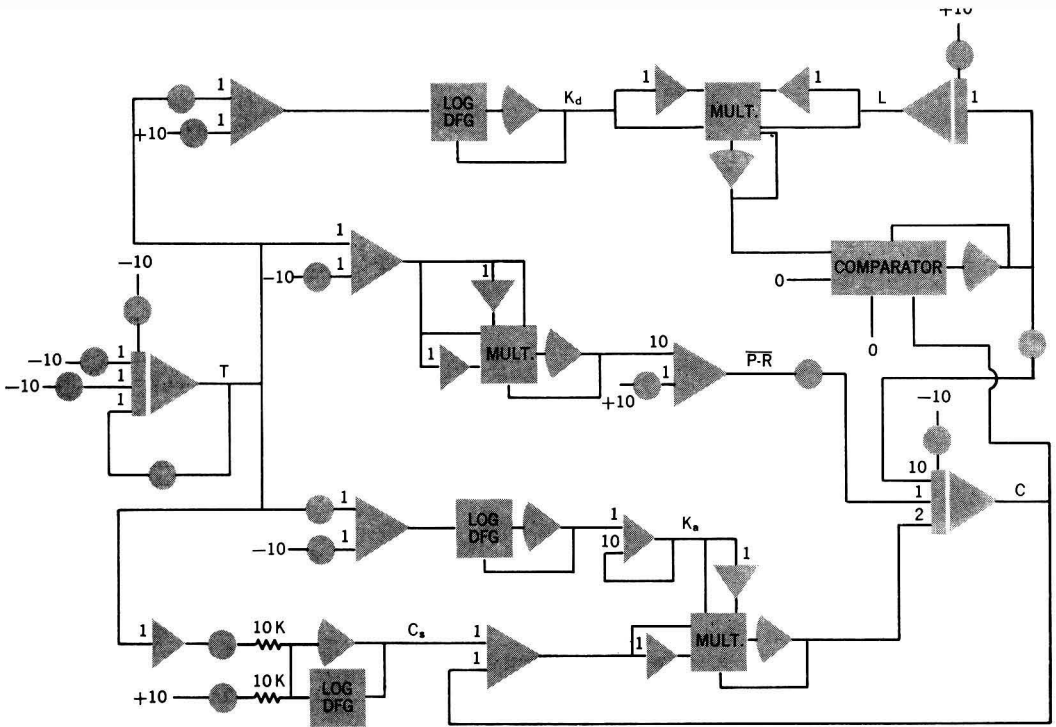 +10
1
1
+10
LOG
DFG
Kd
1
MULT.
1
L
1
1
-10
1
1
MULT.
1
10
1
+10
P-R
COMPARATOR
0
0
-10
-10
-10
1
1
1
T
-10
10
1
2
C
1
-10
1
LOG
DFG
1
10
Ka
1
MULT.
1
1
10 K
Cs
1
1
+10
10 K
LOG
DFG